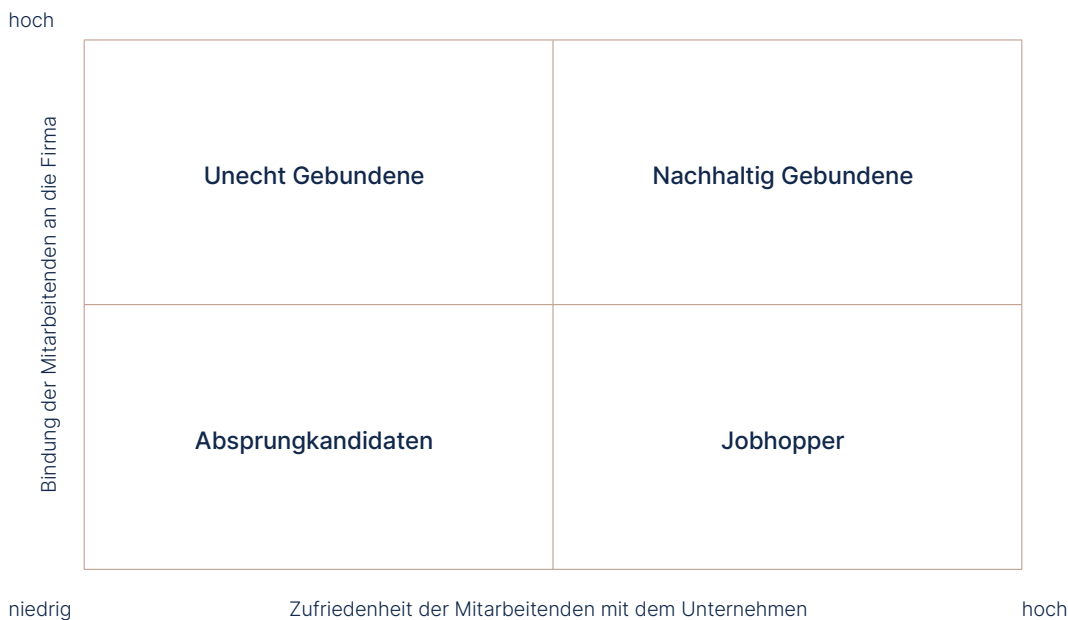 hoch
Bindung der Mitarbeitenden an die Firma
Unecht Gebundene
Nachhaltig Gebundene
Absprungkandidaten
Jobhopper
niedrig
Zufriedenheit der Mitarbeitenden mit dem Unternehmen
hoch